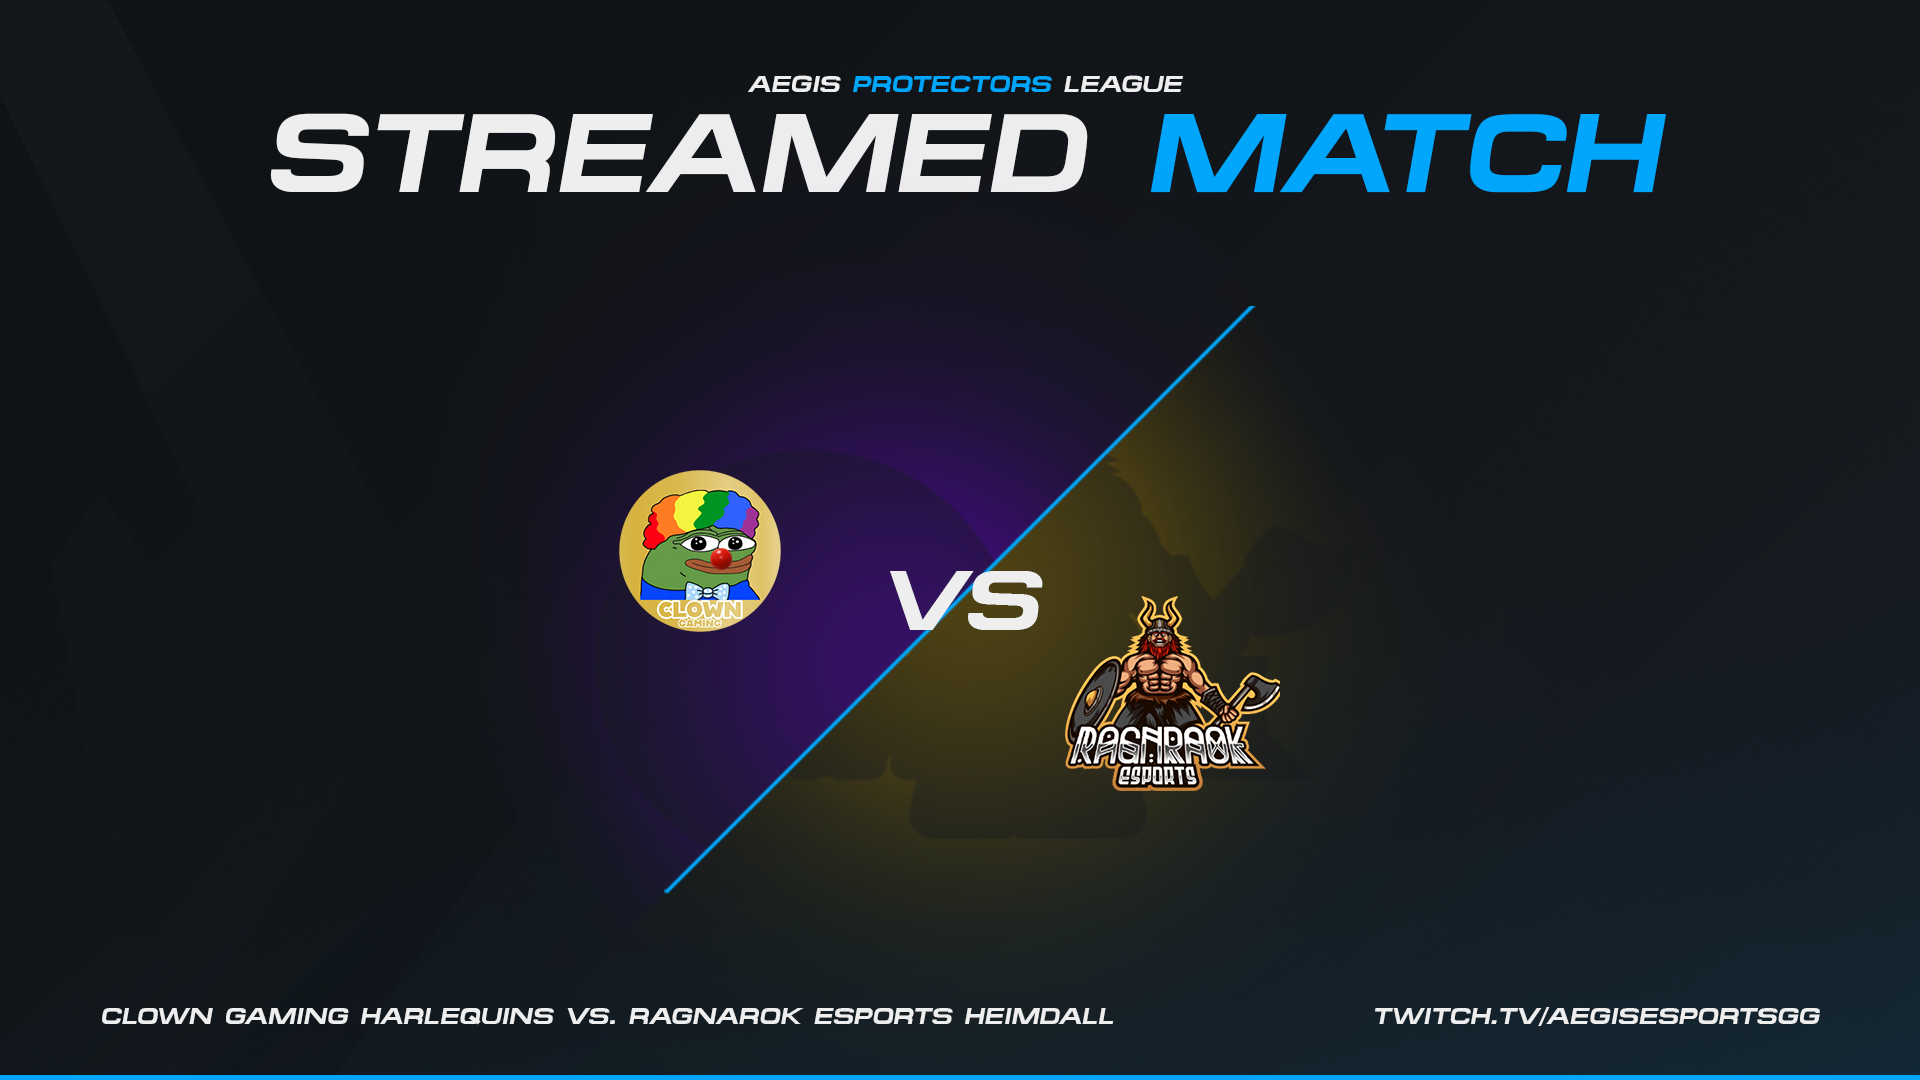 AEGIS PROTECTORS LEAGUE
STREAMED MATCH
CLOWN
GAMING
VS
RAGNAROK
ESPORTS
CLOWN GAMING HARLEQUINS VS. RAGNAROK ESPORTS HEIMDALL
TWITCH.TV/AEGISESPORTSGG